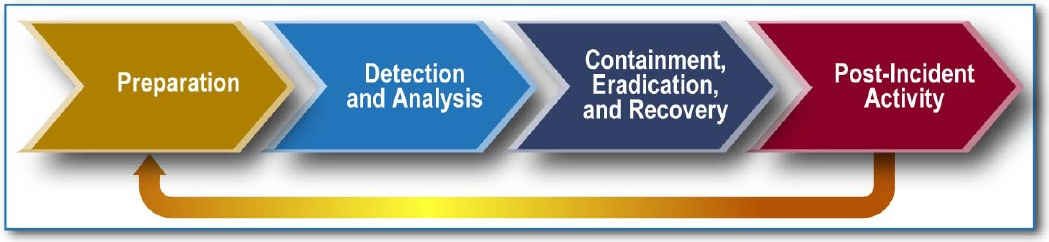 Preparation
Detection
and Analysis
Containment,
Eradication,
and Recovery
Post-Incident
Activity